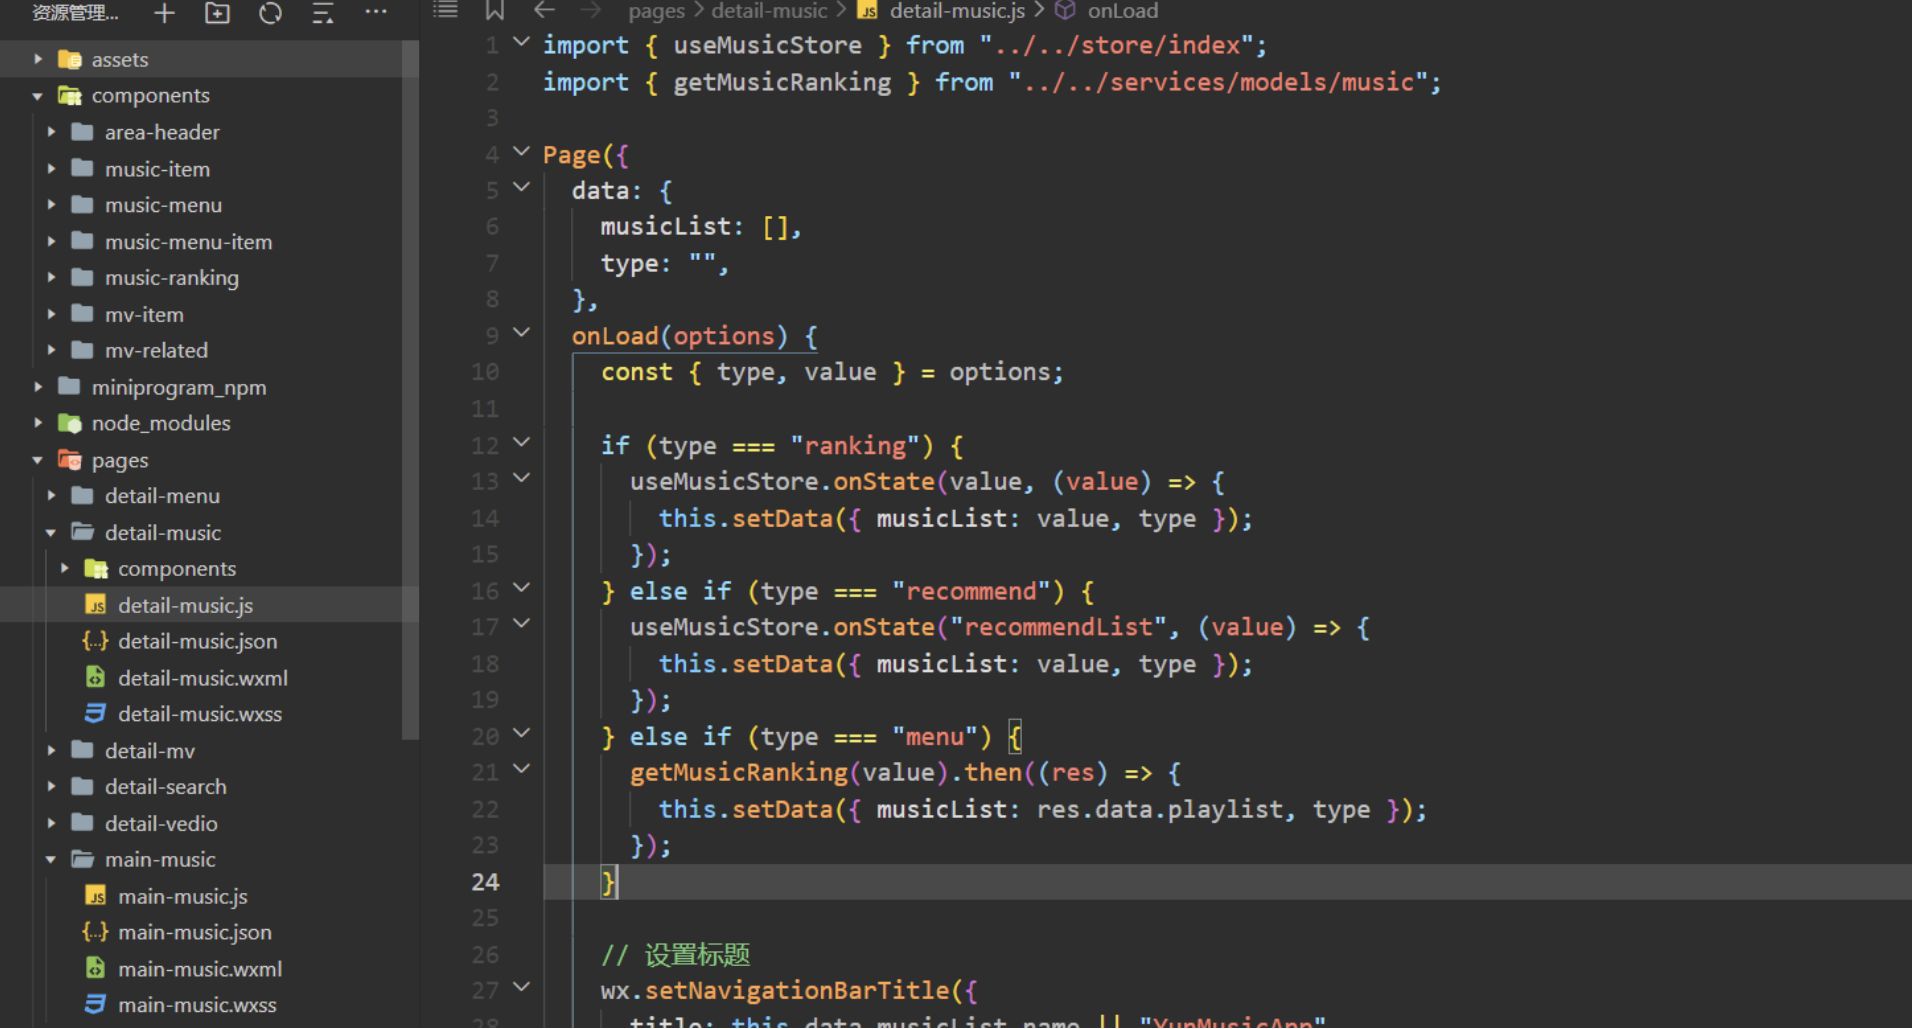 资源管理...
assets
components
area-header
music-item
music-menu
music-menu-item
music-ranking
mv-item
mv-related
miniprogram_npm
node_modules
pages
detail-menu
detail-music
components
detail-music.js
detail-music.json
detail-music.wxml
detail-music.wxss
detail-mv
detail-search
detail-vedio
main-music
main-music.js
main-music.json
main-music.wxml
main-music.wxss
pages > detail-music > JS detail-music.js > onLoad
1 import { useMusicStore } from "../../store/index";
2 import { getMusicRanking } from "../../services/models/music";
3
4 Page({
5 data: {
6 musicList: [],
7 type: "",
8 },
9 onLoad(options) {
10 const { type, value } = options;
11
12 if (type === "ranking") {
13 useMusicStore.onState(value, (value) => {
14 this.setData({ musicList: value, type });
15 });
16 } else if (type === "recommend") {
17 useMusicStore.onState("recommendList", (value) => {
18 this.setData({ musicList: value, type });
19 });
20 } else if (type === "menu") {
21 getMusicRanking(value).then((res) => {
22 this.setData({ musicList: res.data.playlist, type });
23 });
24 }
25
26 // 设置标题
27 wx.setNavigationBarTitle({
28 title: this.data.musicList.name || "YunMusicApp"